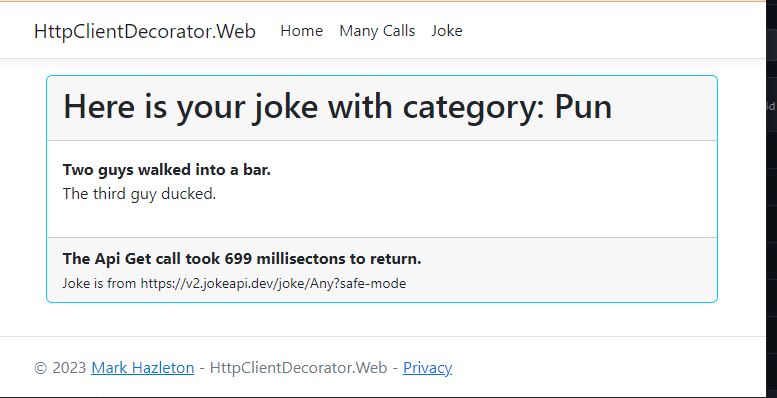 HttpClientDecorator.Web Home Many Calls Joke
Here is your joke with category: Pun
Two guys walked into a bar.
The third guy ducked.
The Api Get call took 699 millisectons to return.
Joke is from https://v2.jokeapi.dev/joke/Any?safe-mode
© 2023 Mark Hazleton - HttpClientDecorator.Web - Privacy